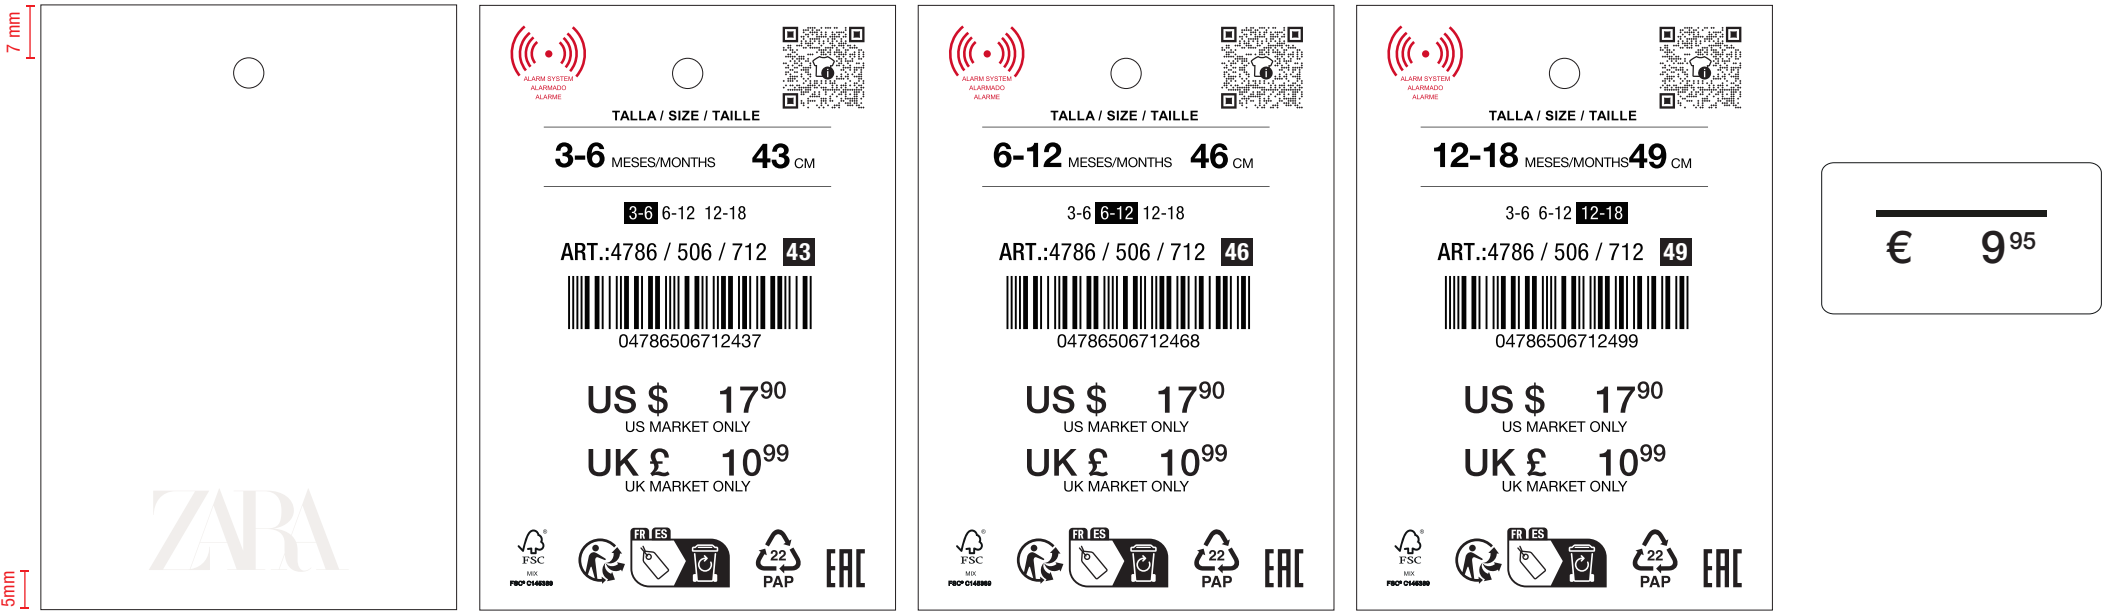 7 mm
ZARA
5mm
ALARM SYSTEM
ALARMADO
ALARME
TALLA / SIZE / TAILLE
3-6 MESES/MONTHS 43 CM
3-6 6-12 12-18
ART.:4786 / 506 / 712 43
04786506712437
US $ 17 90
US MARKET ONLY
UK £ 10 99
UK MARKET ONLY
FR ES
FSC
MIX
FSC® C145389
22
PAP
EAC
ALARM SYSTEM
ALARMADO
ALARME
TALLA / SIZE / TAILLE
6-12 MESES/MONTHS 46 CM
3-6 6-12 12-18
ART.:4786 / 506 / 712 46
04786506712468
US $ 17 90
US MARKET ONLY
UK £ 10 99
UK MARKET ONLY
FR ES
FSC
MIX
FSC® C145389
22
PAP
EAC
ALARM SYSTEM
ALARMADO
ALARME
TALLA / SIZE / TAILLE
12-18 MESES/MONTHS 49 CM
3-6 6-12 12-18
ART.:4786 / 506 / 712 49
04786506712499
US $ 17 90
US MARKET ONLY
UK £ 10 99
UK MARKET ONLY
FR ES
FSC
MIX
FSC® C145389
22
PAP
EAC
€ 9 95